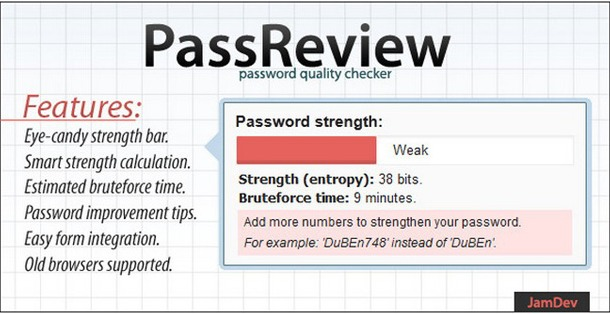 PassReview
password quality checker
Features:
Eye-candy strength bar.
Smart strength calculation.
Estimated bruteforce time.
Password improvement tips.
Easy form integration.
Old browsers supported.
Password strength:
Weak
Strength (entropy): 38 bits.
Bruteforce time: 9 minutes.
Add more numbers to strengthen your password.
For example: 'DuBEn748' instead of 'DuBEn'.
JamDev